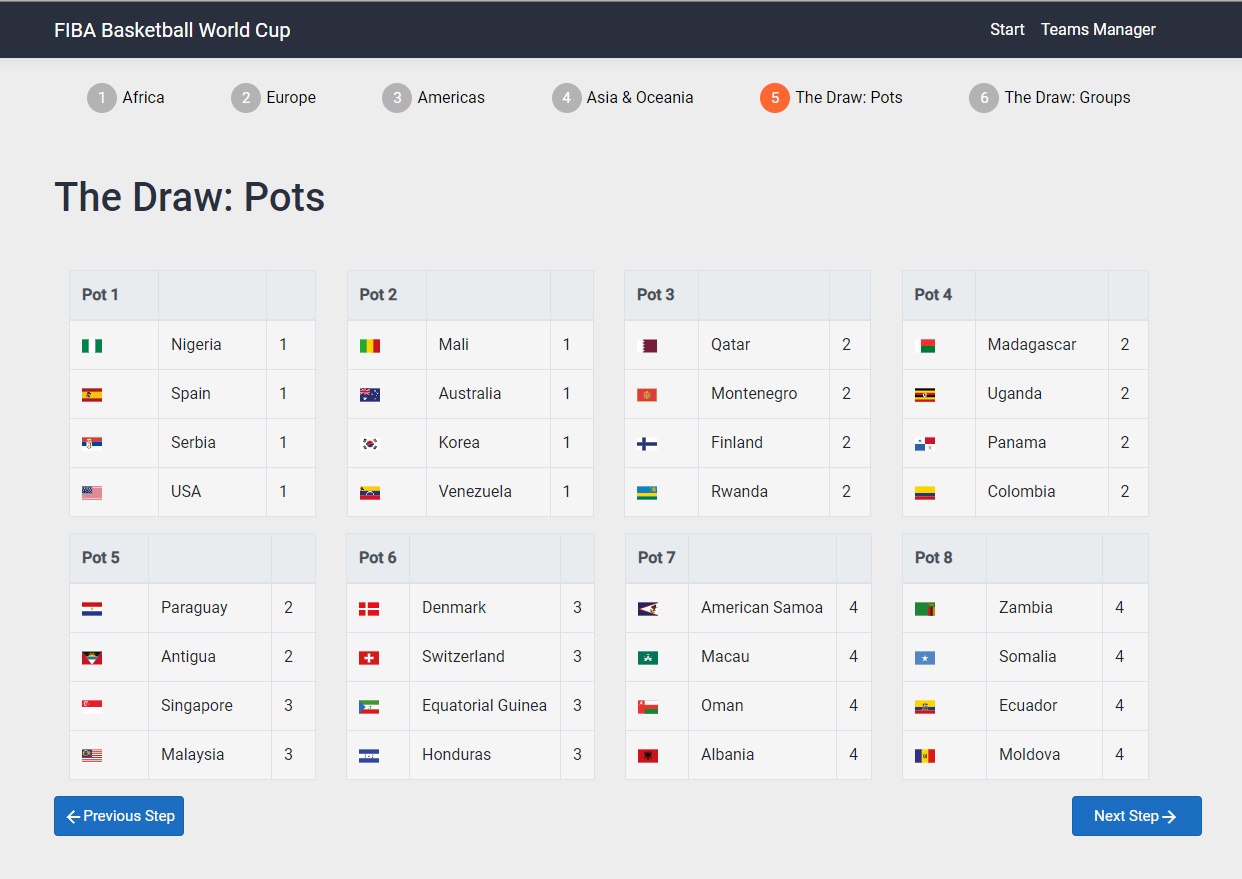 FIBA Basketball World Cup
Start Teams Manager
1 Africa 2 Europe 3 Americas 4 Asia & Oceania 5 The Draw: Pots 6 The Draw: Groups
The Draw: Pots
Pot 1
Nigeria 1
Spain 1
Serbia 1
USA 1
Pot 2
Mali 1
Australia 1
Korea 1
Venezuela 1
Pot 3
Qatar 2
Montenegro 2
Finland 2
Rwanda 2
Pot 4
Madagascar 2
Uganda 2
Panama 2
Colombia 2
Pot 5
Paraguay 2
Antigua 2
Singapore 3
Malaysia 3
Pot 6
Denmark 3
Switzerland 3
Equatorial Guinea 3
Honduras 3
Pot 7
American Samoa 4
Macau 4
Oman 4
Albania 4
Pot 8
Zambia 4
Somalia 4
Ecuador 4
Moldova 4
Previous Step
Next Step